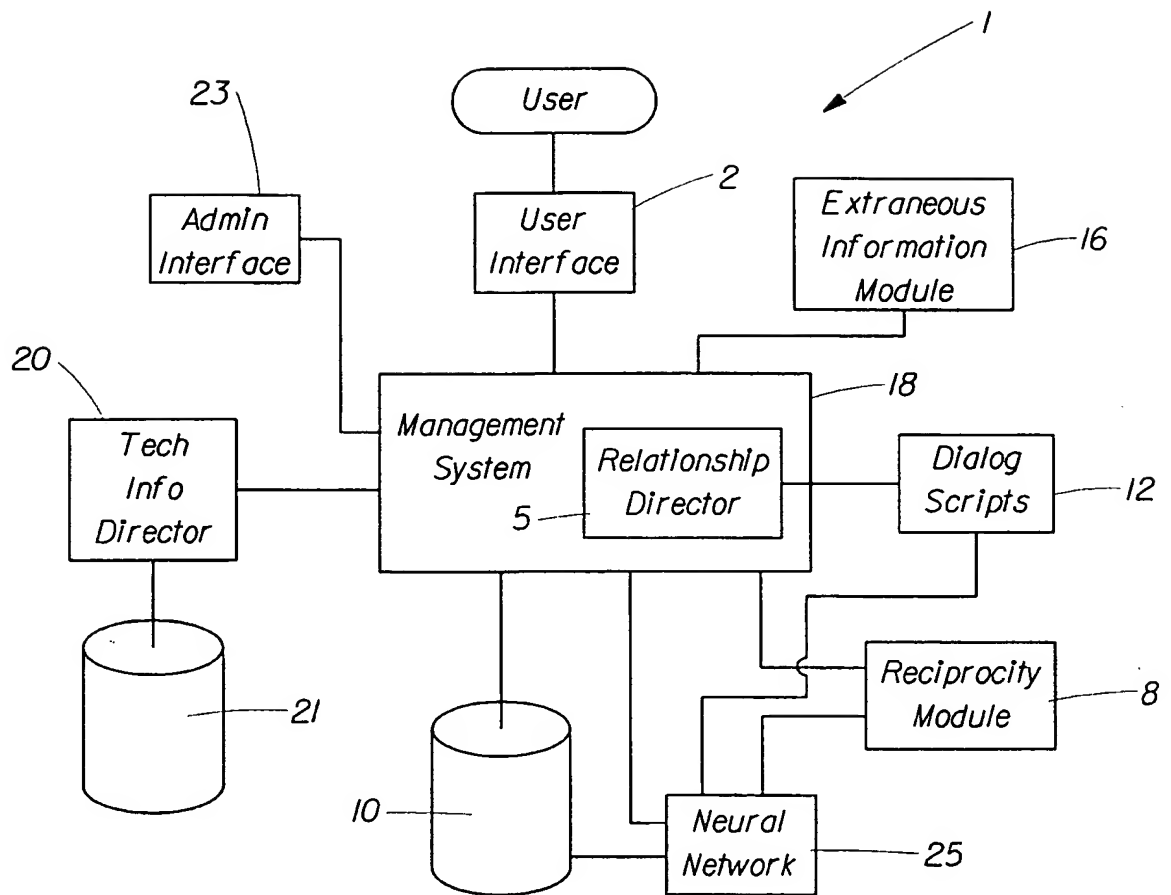 1
User
23
2
Admin
Interface
User
Interface
Extraneous
Information
Module
16
20
18
Tech
Info
Director
Management
System
Relationship
Director
5
Dialog
Scripts
12
21
10
Reciprocity
Module
8
Neural
Network
25